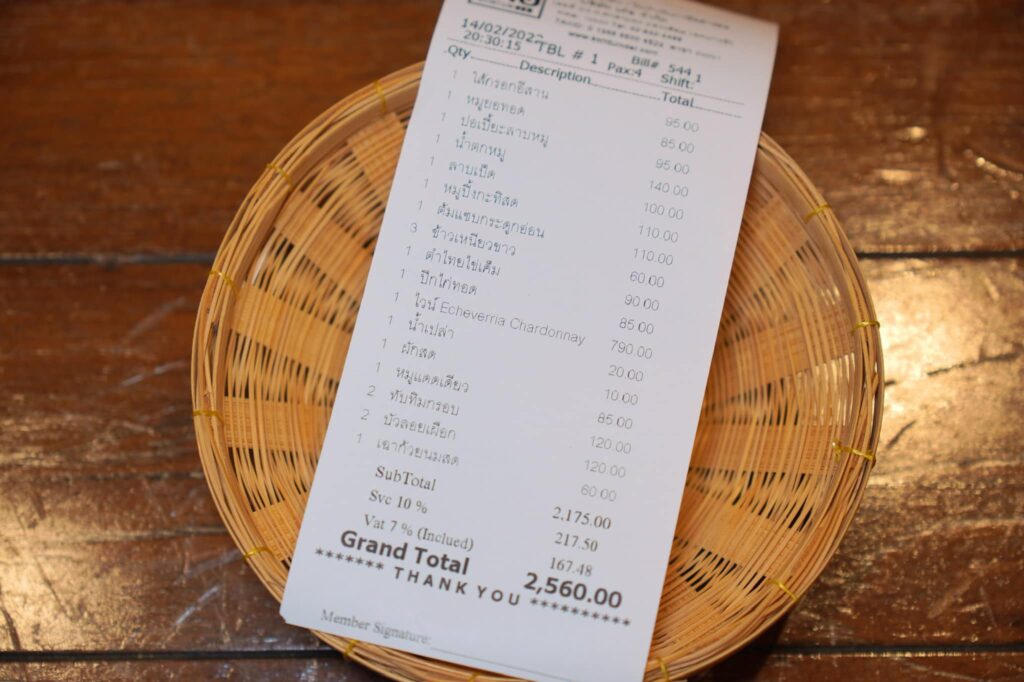 14/02/202
20:30:15 TBL # 1 Bill# 544.1
Pax:4 Shift:
Qty Description Total
1 ไส้กรอกอีสาน 95.00
1 หมูยอทอด 85.00
1 ปอเปี๊ยะลาบหมู 95.00
1 น้ำตกหมู 140.00
1 ลาบเป็ด 100.00
1 หมูปิ้งกะทิสด 110.00
1 ต้มแซบกระดูกอ่อน 110.00
3 ข้าวเหนียวขาว 60.00
1 ตำไทยไข่เค็ม 90.00
1 ปีกไก่ทอด 85.00
1 ไวน์ Echeverria Chardonnay 790.00
1 น้ำเปล่า 20.00
1 ผักสด 10.00
1 หมูแดดเดียว 85.00
2 ทับทิมกรอบ 120.00
2 บัวลอยเผือก 120.00
1 เฉาก๊วยนมสด 60.00
SubTotal 2,175.00
Svc 10 % 217.50
Vat 7 % (Inclued) 167.48
Grand Total 2,560.00
******* THANK YOU *********
Member Signature: